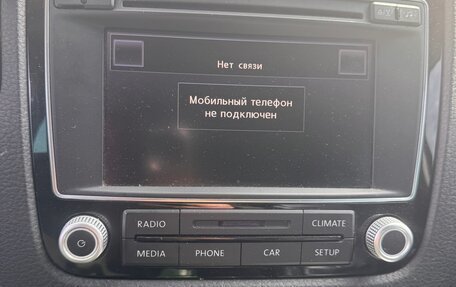 Нет связи
Мобильный телефон
не подключен
RADIO
CLIMATE
MEDIA
PHONE
CAR
SETUP